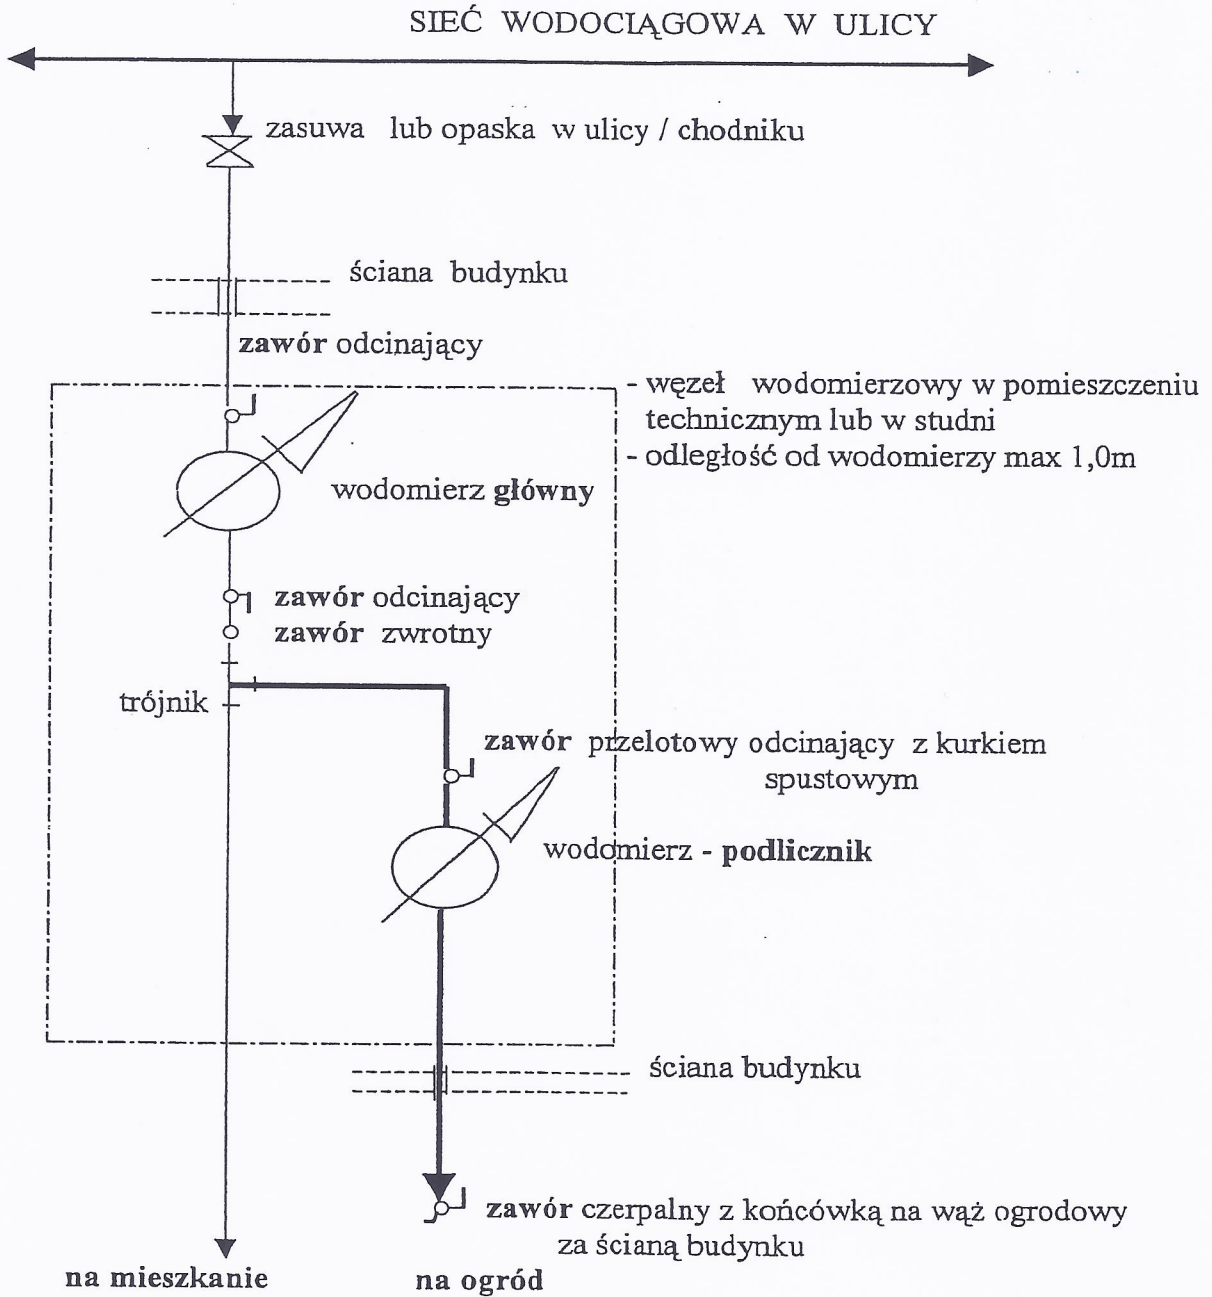 SIEĆ WODOCIĄGOWA W ULICY
zasuwa lub opaska w ulicy / chodniku
ściana budynku
zawór odcinający
- węzeł wodomierzowy w pomieszczeniu
technicznym lub w studni
- odległość od wodomierzy max 1,0m
wodomierz główny
zawór odcinający
zawór zwrotny
trójnik
zawór przelotowy odcinający z kurkiem
spustowym
wodomierz - podlicznik
ściana budynku
zawór czerpalny z końcówką na wąż ogrodowy
za ścianą budynku
na mieszkanie
na ogród